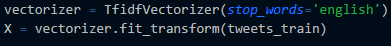 vectorizer = TfidfVectorizer(stop_words='english')
X = vectorizer.fit_transform(tweets_train)